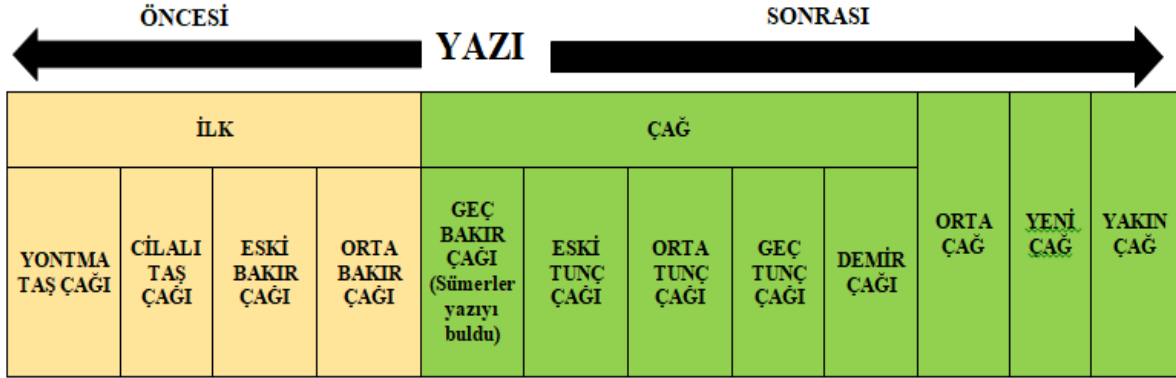 ÖNCESİ
YAZI
SONRASI
İLK
ÇAĞ
YONTMA
TAŞ ÇAĞI
CİLALI
TAŞ
ÇAĞI
ESKİ
BAKIR
ÇAĞI
ORTA
BAKIR
ÇAĞI
GEÇ
BAKIR
ÇAĞI
(Sümerler
yazıyı
buldu)
ESKİ
TUNÇ
ÇAĞI
ORTA
TUNÇ
ÇAĞI
GEÇ
TUNÇ
ÇAĞI
DEMİR
ÇAĞI
ORTA
ÇAĞ
YENİ
ÇAĞ
YAKIN
ÇAĞ